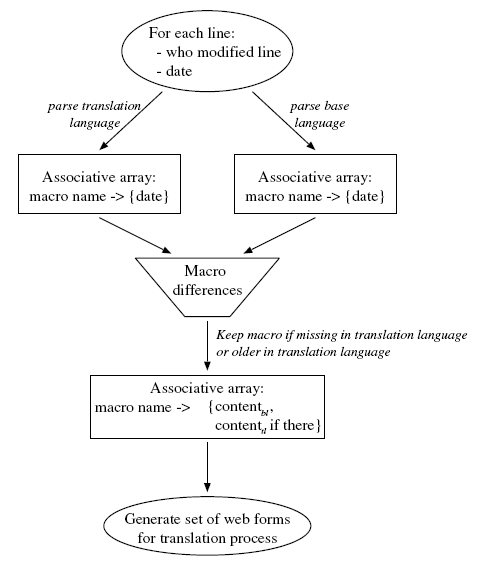 For each line:
- who modified line
- date
parse translation
language
parse base
language
Associative array:
macro name -> {date}
Associative array:
macro name -> {date}
Macro
differences
Keep macro if missing in translation language
or older in translation language
Associative array:
macro name -> {content_bl,
content_tl if there}
Generate set of web forms
for translation process